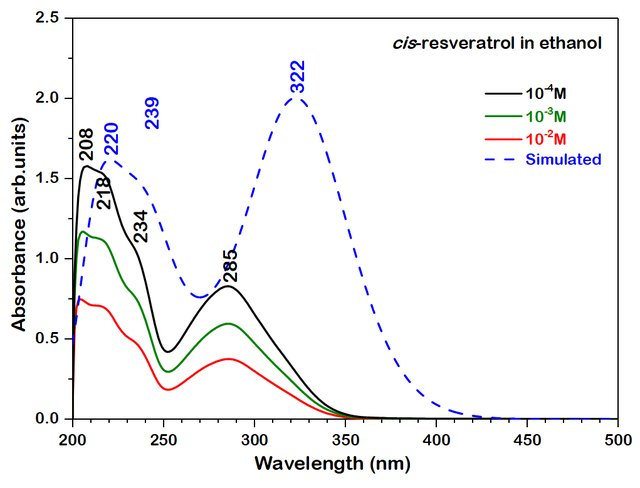 2.5
cis-resveratrol in ethanol
322
2.0
10⁻⁴M
10⁻³M
10⁻²M
Simulated
239
220
208
1.5
218
234
285
1.0
0.5
0.0
Absorbance (arb.units)
200 250 300 350 400 450 500
Wavelength (nm)